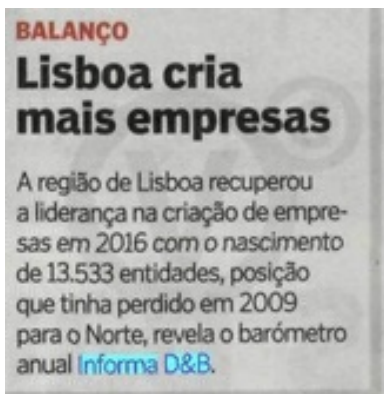 BALANÇO
Lisboa cria
mais empresas
A região de Lisboa recuperou
a liderança na criação de empre-
sas em 2016 com o nascimento
de 13.533 entidades, posição
que tinha perdido em 2009
para o Norte, revela o barómetro
anual Informa D&B.